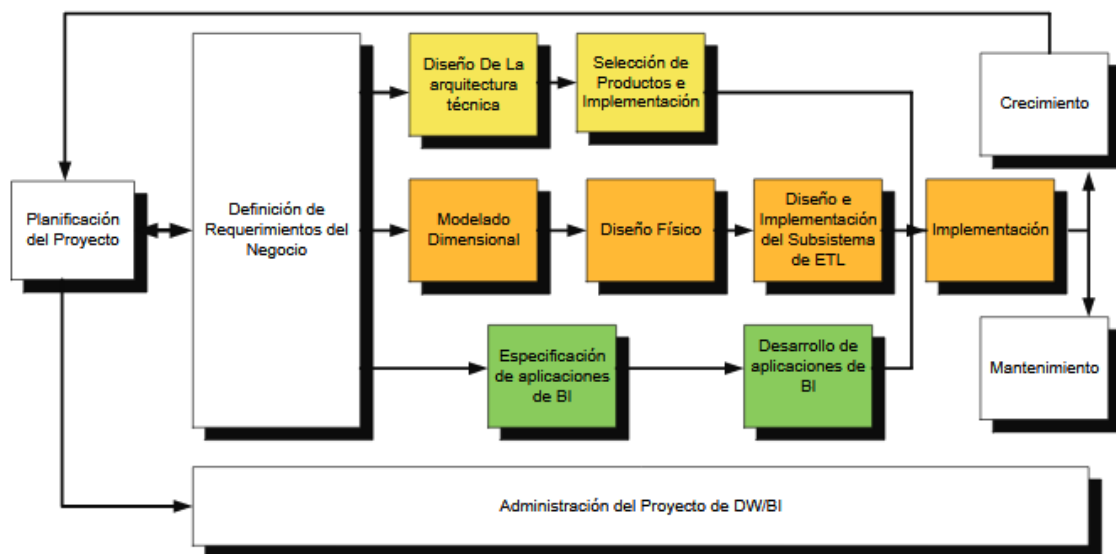 Diseño De La
arquitectura
técnica
Selección de
Productos e
Implementación
Crecimiento
Planificación
del Proyecto
Definición de
Requerimientos del
Negocio
Modelado
Dimensional
Diseño Físico
Diseño e
Implementación
del Subsistema
de ETL
Implementación
Especificación
de aplicaciones
de BI
Desarrollo de
aplicaciones de
BI
Mantenimiento
Administración del Proyecto de DW/BI